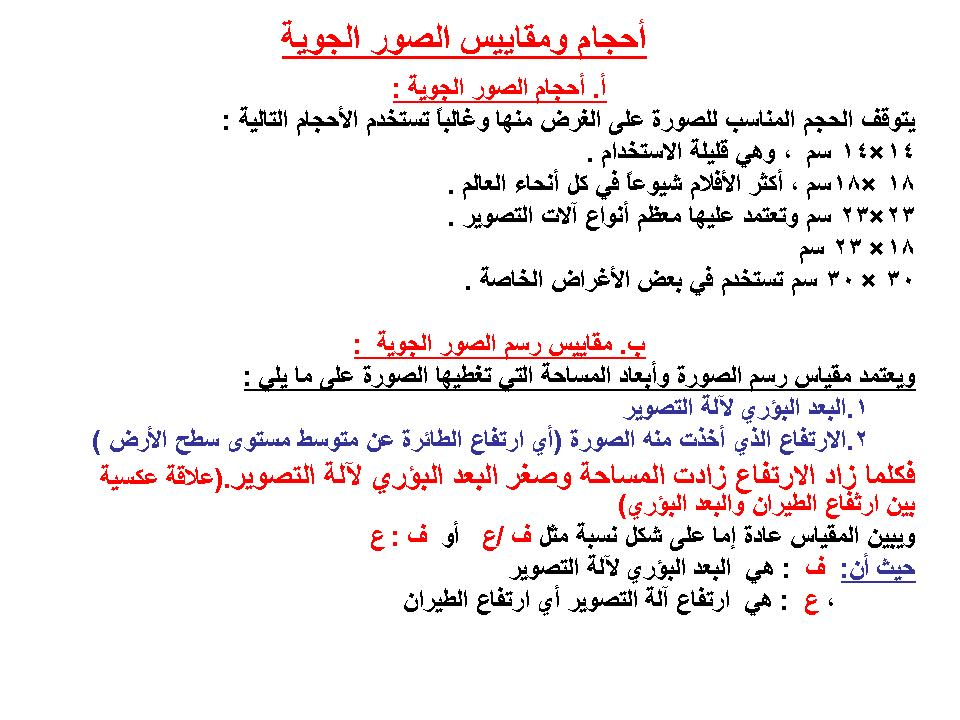 أحجام ومقاييس الصور الجوية
أ. أحجام الصور الجوية :
يتوقف الحجم المناسب للصورة على الغرض منها وغالباً تستخدم الأحجام التالية :
١٤×١٤ سم ، وهي قليلة الاستخدام .
١٨ ×١٨سم ، أكثر الأفلام شيوعاً في كل أنحاء العالم .
٢٣×٢٣ سم وتعتمد عليها معظم أنواع آلات التصوير .
١٨× ٢٣ سم
٣٠ × ٣٠ سم تستخدم في بعض الأغراض الخاصة .
ب. مقاييس رسم الصور الجوية :
ويعتمد مقياس رسم الصورة وأبعاد المساحة التي تغطيها الصورة على ما يلي :
١.البعد البؤري لآلة التصوير
٢.الارتفاع الذي أخذت منه الصورة (أي ارتفاع الطائرة عن متوسط مستوى سطح الأرض )
فكلما زاد الارتفاع زادت المساحة وصغر البعد البؤري لآلة التصوير.(علاقة عكسية
بين ارتفاع الطيران والبعد البؤري)
ويبين المقياس عادة إما على شكل نسبة مثل ف /ع أو ف : ع
حيث أن: ف : هي البعد البؤري لآلة التصوير
، ع : هي ارتفاع آلة التصوير أي ارتفاع الطيران